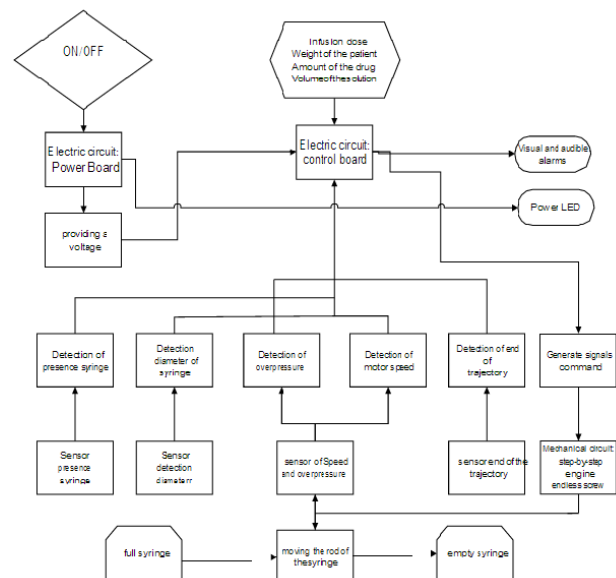 ON/OFF
Infusion dose
Weight of the patient
Amount of the drug
Volume of the solution
Electric circuit:
Power Board
Electric circuit:
control board
Visual and audible
alarms
Power LED
providing a
voltage
Detection of
presence syringe
Detection
diameter of
syringe
Detection of
overpressure
Detection of
motor speed
Detection of end
of
trajectory
Generate signals
command
Sensor
presence
syringe
Sensor
detection
diameterr
sensor of Speed
and overpressure
sensor end of the
trajectory
Mechanical circuit:
step-by-step
engine
endless screw
full syringe
moving the rod of
the syringe
empty syringe